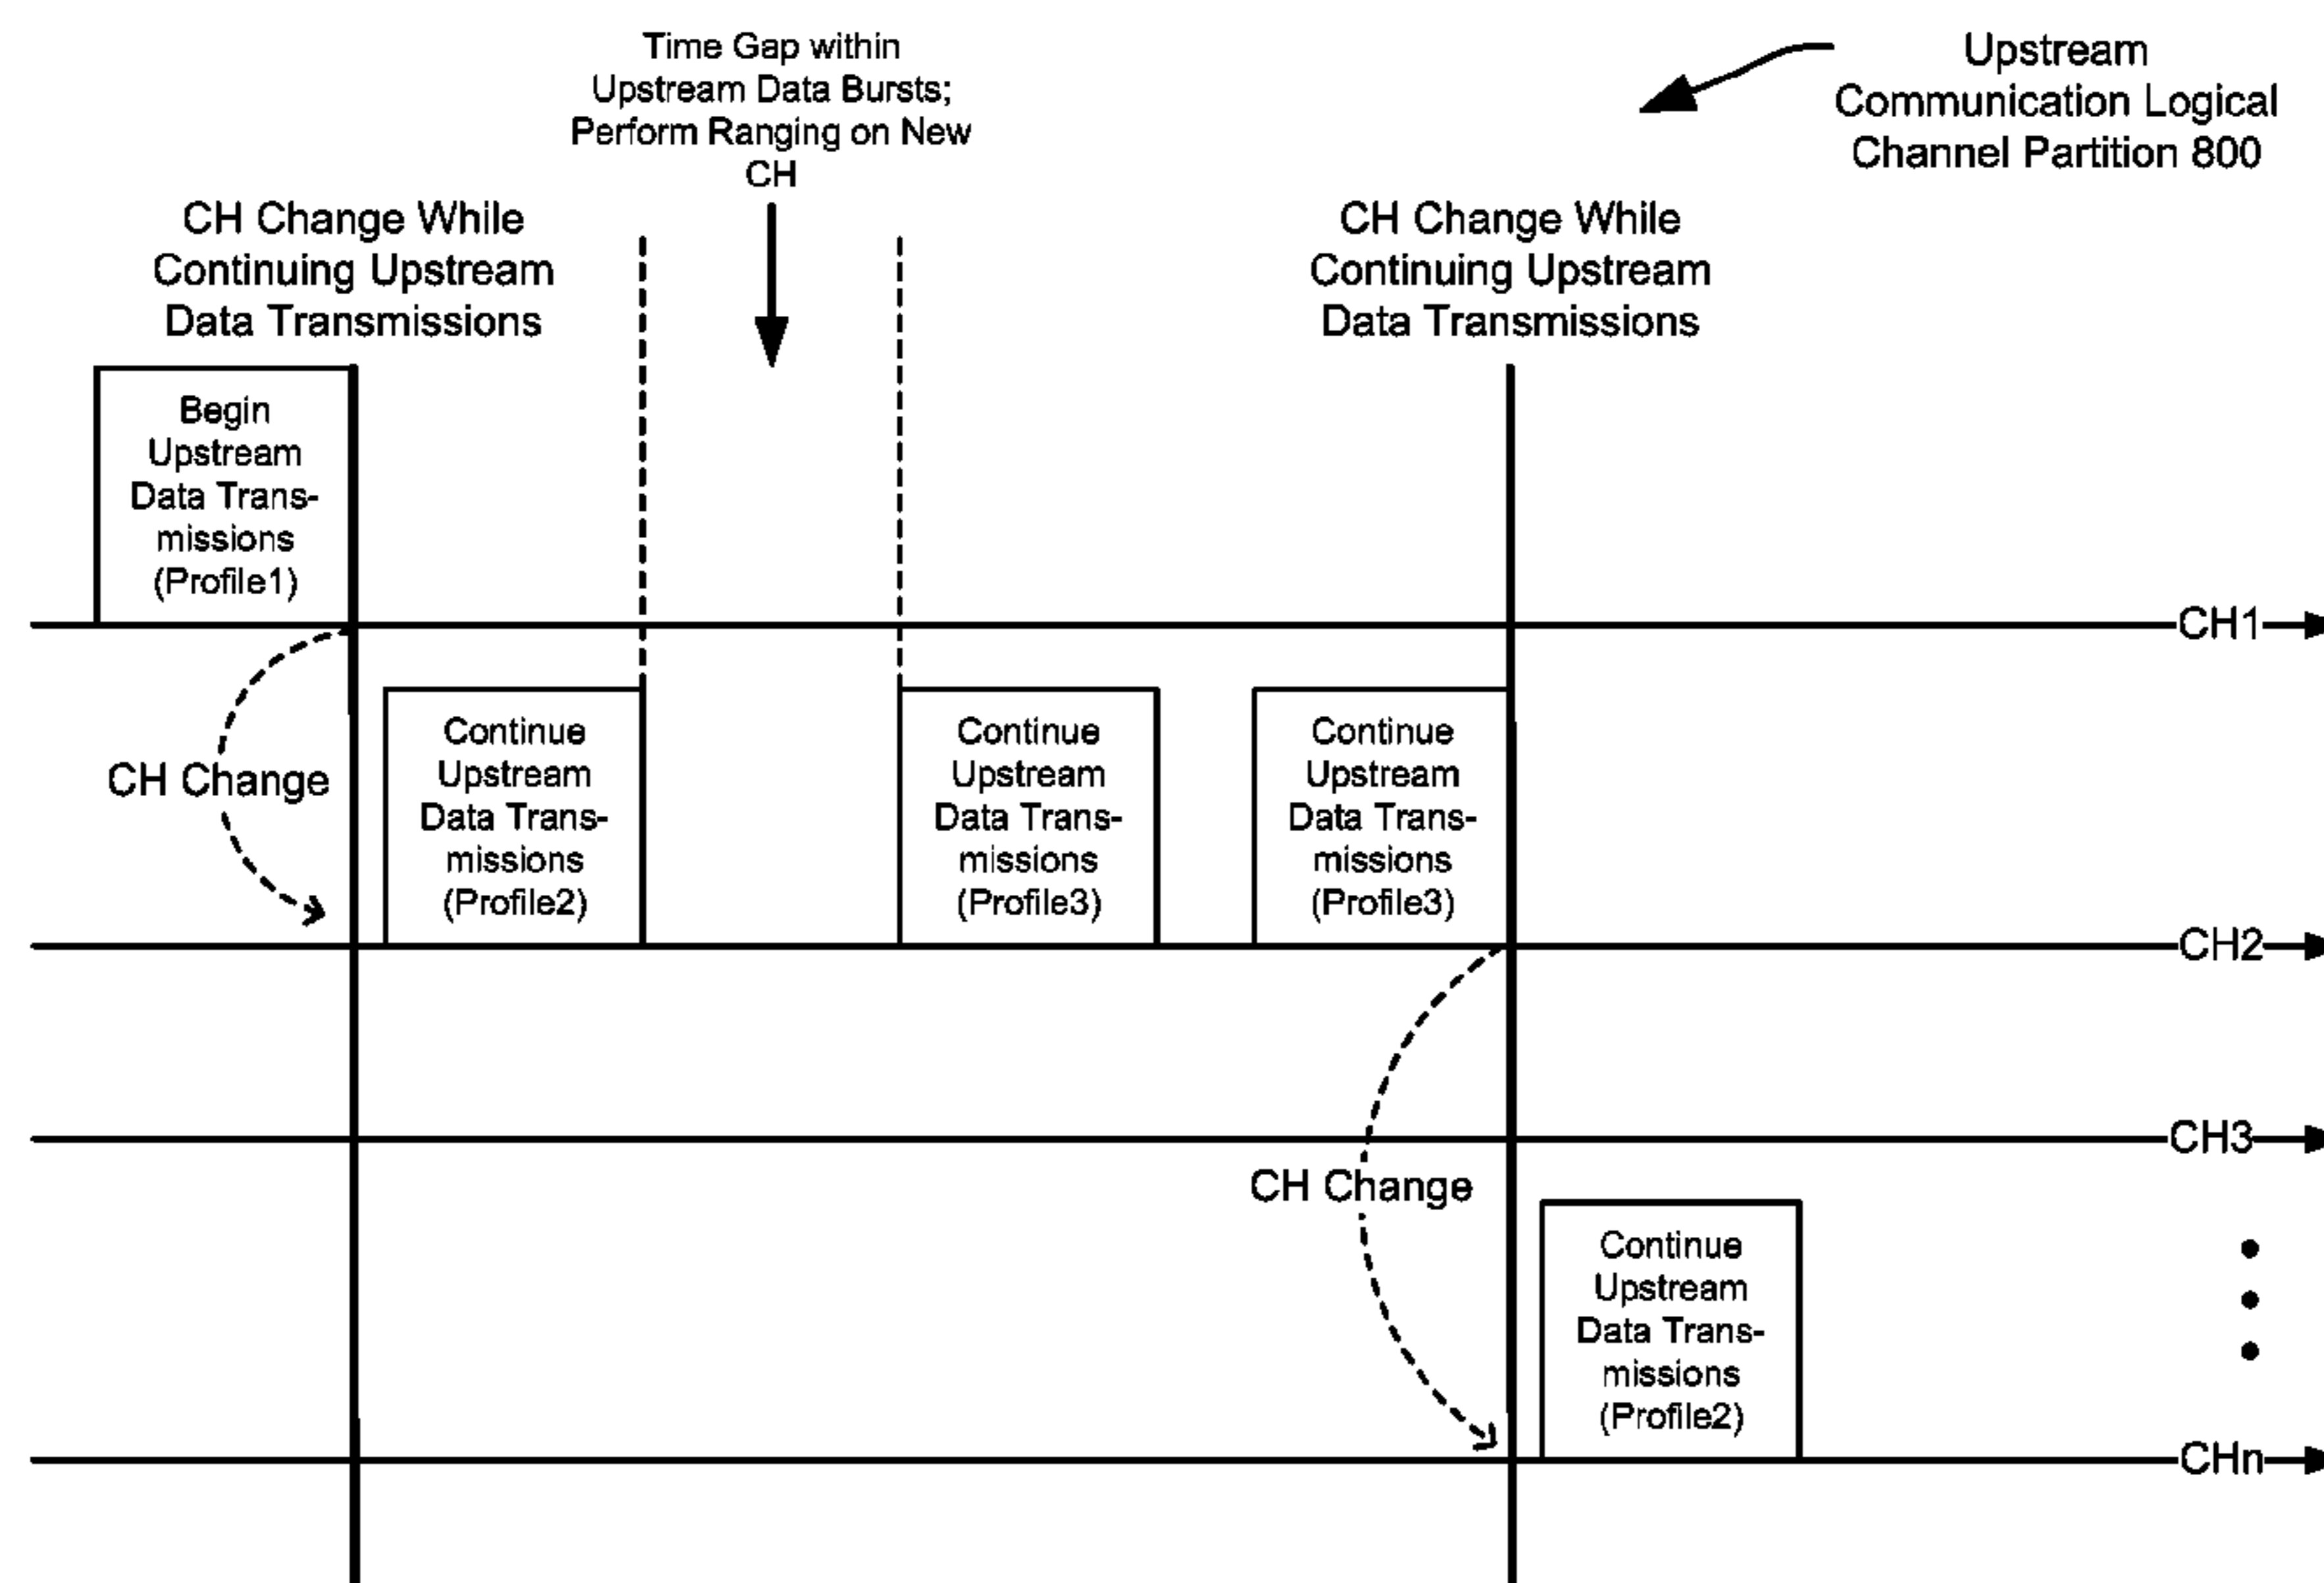 Time Gap within
Upstream Data Bursts;
Perform Ranging on New
CH
Upstream
Communication Logical
Channel Partition 800
CH Change While
Continuing Upstream
Data Transmissions
CH Change While
Continuing Upstream
Data Transmissions
Begin
Upstream
Data Trans-
missions
(Profile1)
CH1
CH Change
Continue
Upstream
Data Trans-
missions
(Profile2)
Continue
Upstream
Data Trans-
missions
(Profile3)
Continue
Upstream
Data Trans-
missions
(Profile3)
CH2
CH3
CH Change
Continue
Upstream
Data Trans-
missions
(Profile2)
CHn